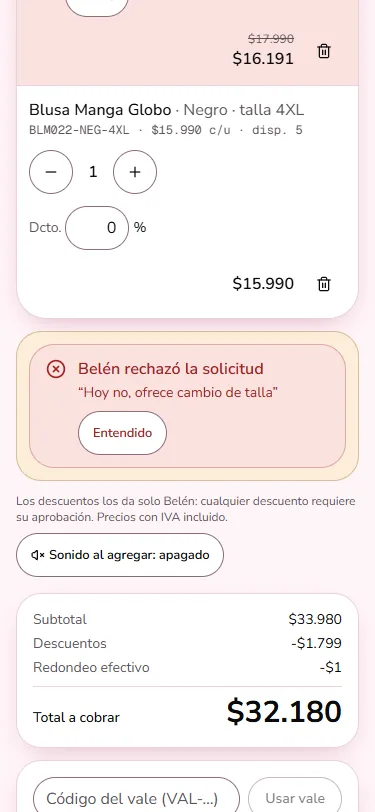 $17.990
$16.191
Blusa Manga Globo · Negro · talla 4XL
BLM022-NEG-4XL · $15.990 c/u · disp. 5
− 1 +
Dcto. 0 %
$15.990
Belén rechazó la solicitud
“Hoy no, ofrece cambio de talla”
Entendido
Los descuentos los da solo Belén: cualquier descuento requiere
su aprobación. Precios con IVA incluido.
Sonido al agregar: apagado
Subtotal $33.980
Descuentos -$1.799
Redondeo efectivo -$1
Total a cobrar $32.180
Código del vale (VAL-...) Usar vale